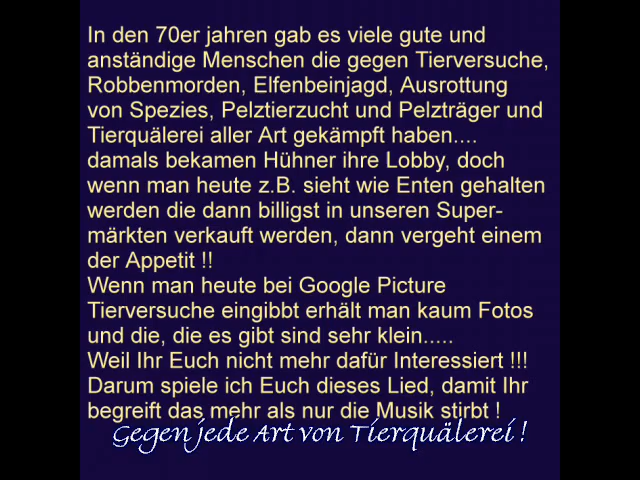 In den 70er jahren gab es viele gute und
anständige Menschen die gegen Tierversuche,
Robbenmorden, Elfenbeinjagd, Ausrottung
von Spezies, Pelztierzucht und Pelzträger und
Tierquälerei aller Art gekämpft haben....
damals bekamen Hühner ihre Lobby, doch
wenn man heute z.B. sieht wie Enten gehalten
werden die dann billigst in unseren Super-
märkten verkauft werden, dann vergeht einem
der Appetit !!
Wenn man heute bei Google Picture
Tierversuche eingibbt erhält man kaum Fotos
und die, die es gibt sind sehr klein.....
Weil Ihr Euch nicht mehr dafür Interessiert !!!
Darum spiele ich Euch dieses Lied, damit Ihr
begreift das mehr als nur die Musik stirbt !
Gegen jede Art von Tierquälerei !